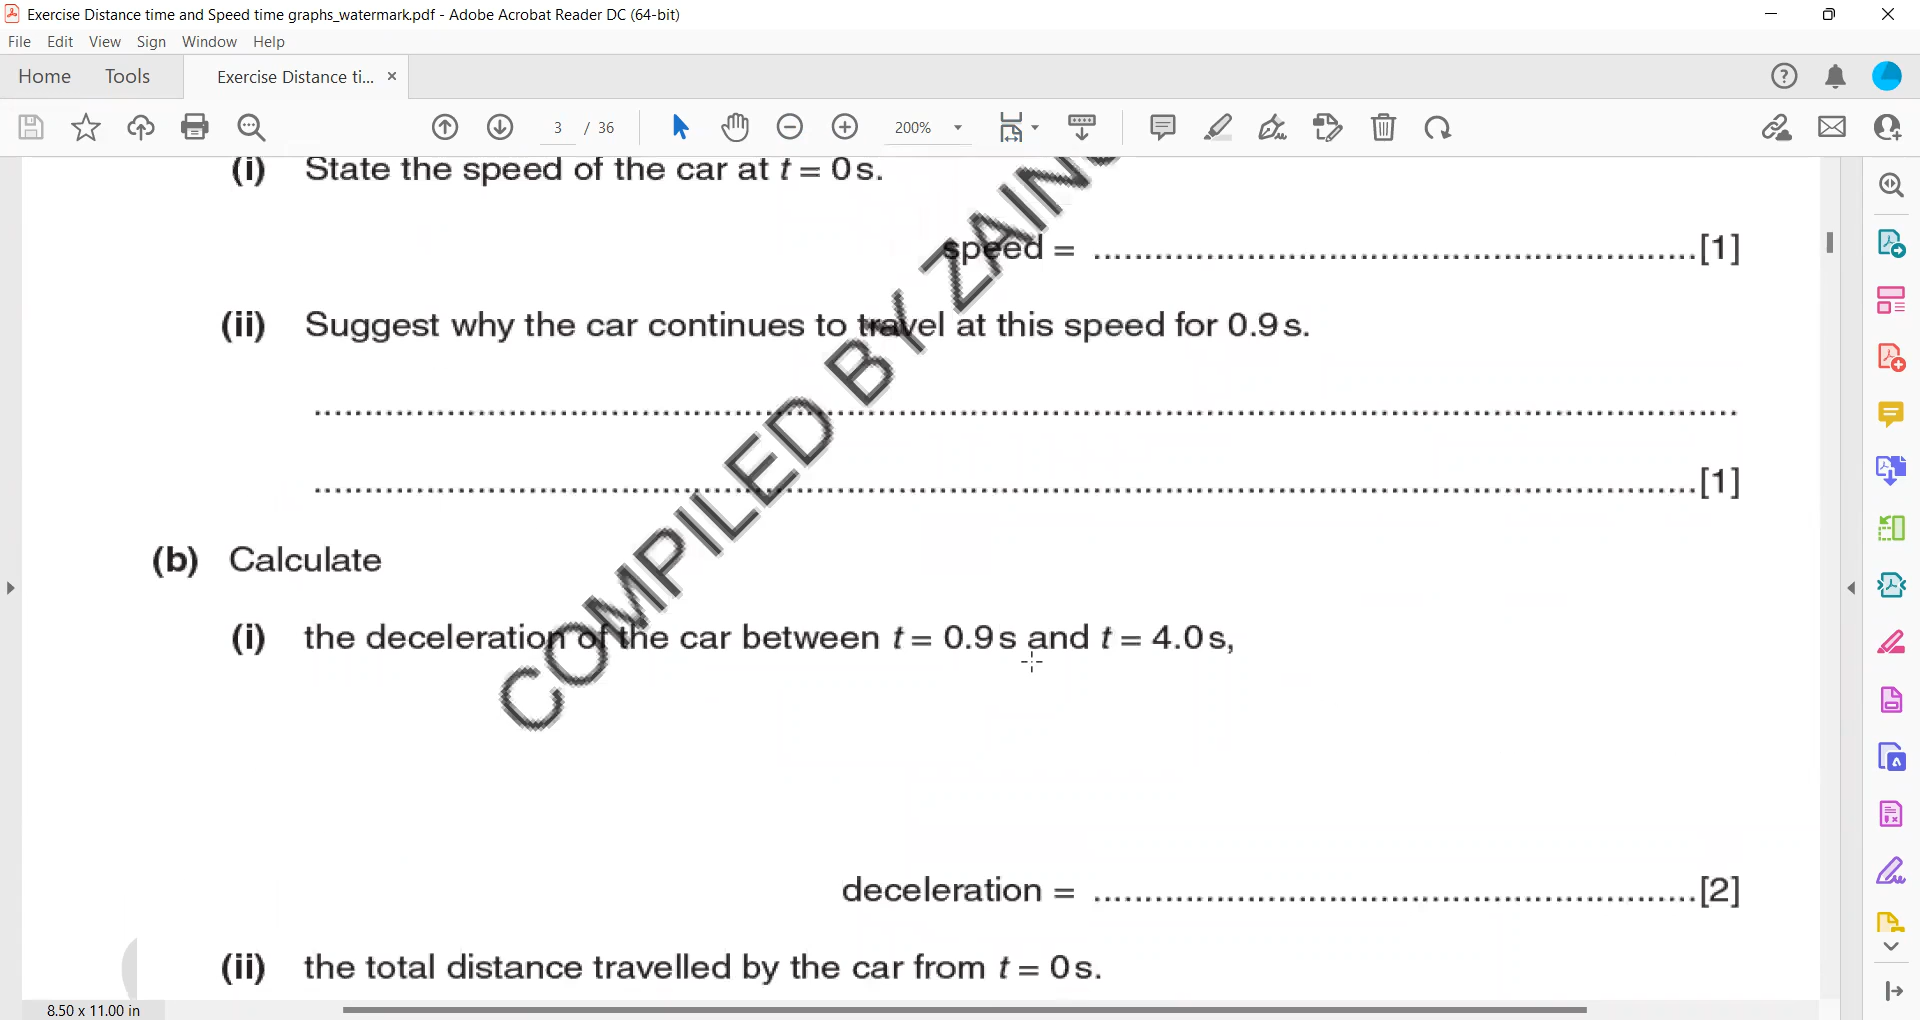 Exercise Distance time and Speed time graphs_watermark.pdf - Adobe Acrobat Reader DC (64-bit)
File Edit View Sign Window Help
Home Tools Exercise Distance ti... ×
3 / 36 200%
(i) State the speed of the car at t = 0 s.
speed = ........................................................[1]
(ii) Suggest why the car continues to travel at this speed for 0.9 s.
........................................................
........................................................[1]
(b) Calculate
(i) the deceleration of the car between t = 0.9 s and t = 4.0 s,
COMPILED BY
deceleration = ........................................................[2]
(ii) the total distance travelled by the car from t = 0 s.
8.50 x 11.00 in